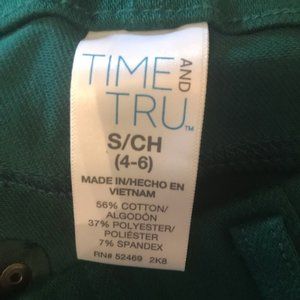 TIME AND
TRU™
S/CH
(4-6)
MADE IN/HECHO EN
VIETNAM
56% COTTON/
ALGODÓN
37% POLYESTER/
POLIÉSTER
7% SPANDEX
RN# 52469 2K8